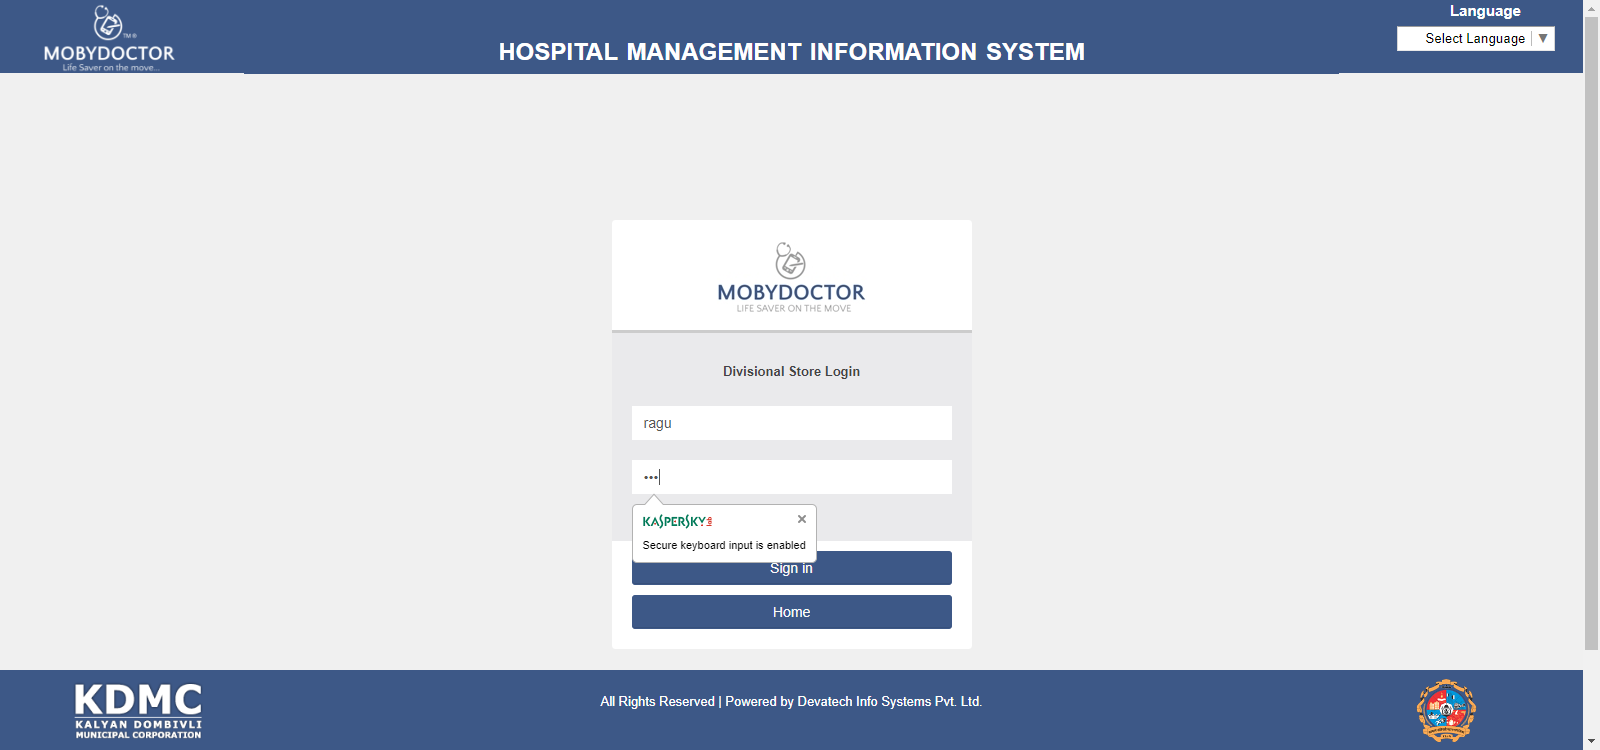 MOBYDOCTOR
Life Saver on the move...
TM
HOSPITAL MANAGEMENT INFORMATION SYSTEM
Language
Select Language
MOBYDOCTOR
LIFE SAVER ON THE MOVE
Divisional Store Login
ragu
•••
KASPERSKY
Secure keyboard input is enabled
Sign in
Home
KDMC
KALYAN DOMBIVLI
MUNICIPAL CORPORATION
All Rights Reserved | Powered by Devatech Info Systems Pvt. Ltd.